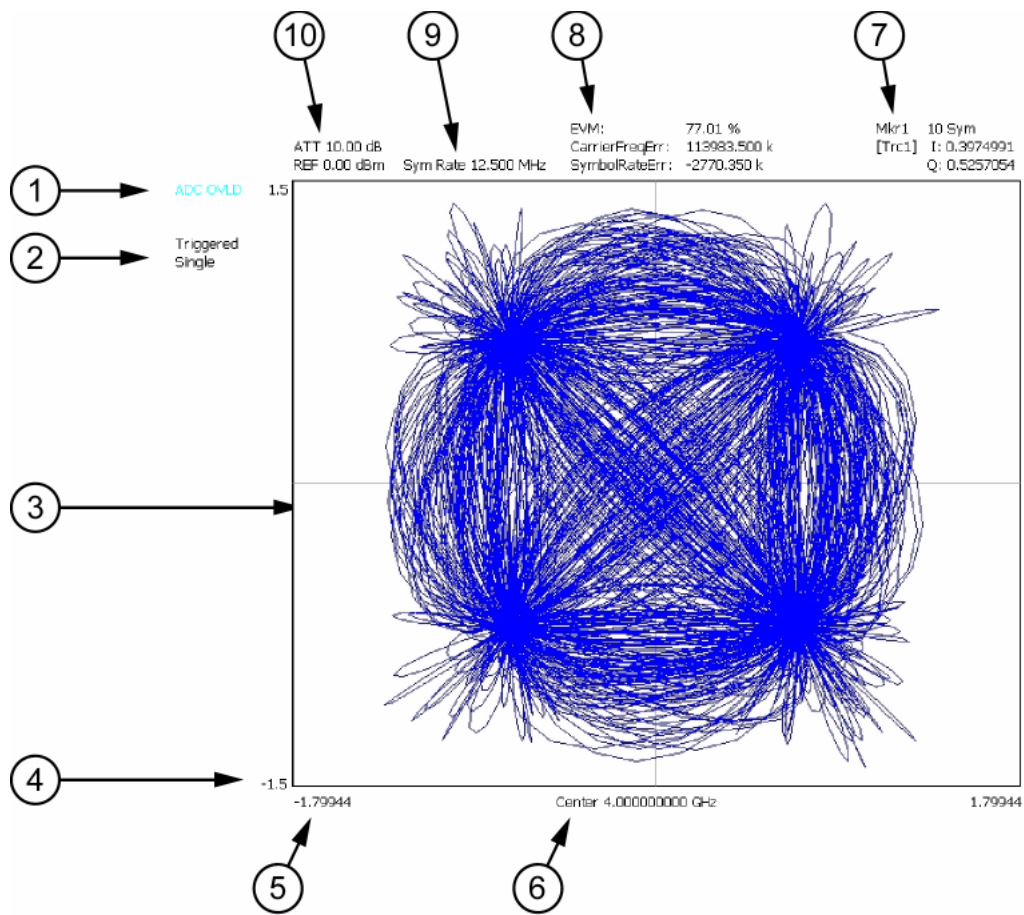 10
9
8
7
EVM: 77.01 %
Mkr1 10 Sym
ATT 10.00 dB
CarrierFreqErr: 113983.500 k
[Trc1] I: 0.3974991
REF 0.00 dBm
Sym Rate 12.500 MHz
SymbolRateErr: -2770.350 k
Q: 0.5257054
1
ADC OVLD
1.5
2
Triggered
Single
3
4
-1.5
-1.79944
Center 4.000000000 GHz
1.79944
5
6